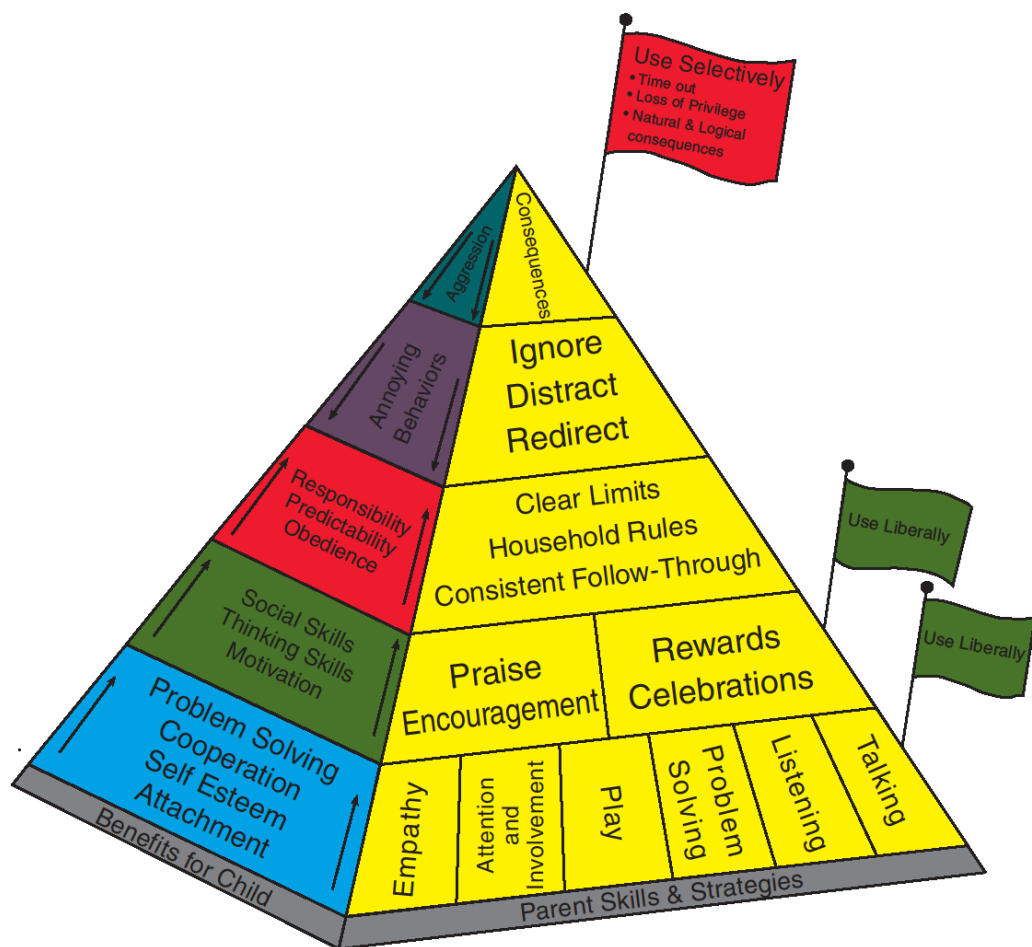 Use Selectively
• Time out
• Loss of Privilege
• Natural & Logical
consequences
Aggression
Consequences
Annoying
Behaviors
Ignore
Distract
Redirect
Responsibility
Predictability
Obedience
Clear Limits
Household Rules
Consistent Follow-Through
Use Liberally
Social Skills
Thinking Skills
Motivation
Praise
Encouragement
Rewards
Celebrations
Use Liberally
Problem Solving
Cooperation
Self Esteem
Attachment
Empathy
Attention
and
Involvement
Play
Problem
Solving
Listening
Talking
Benefits for Child
Parent Skills & Strategies